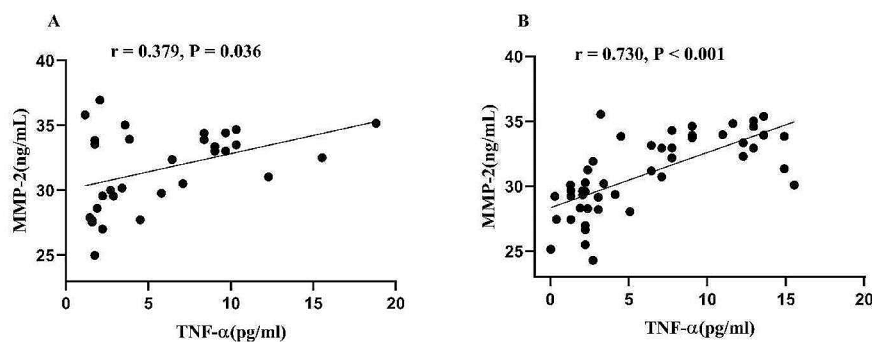 A
r = 0.379, P = 0.036
MMP-2(ng/mL)
40
35
30
25
0
5
10
15
20
TNF-α(pg/ml)
B
r = 0.730, P < 0.001
MMP-2(ng/mL)
40
35
30
25
0
5
10
15
20
TNF-α(pg/ml)